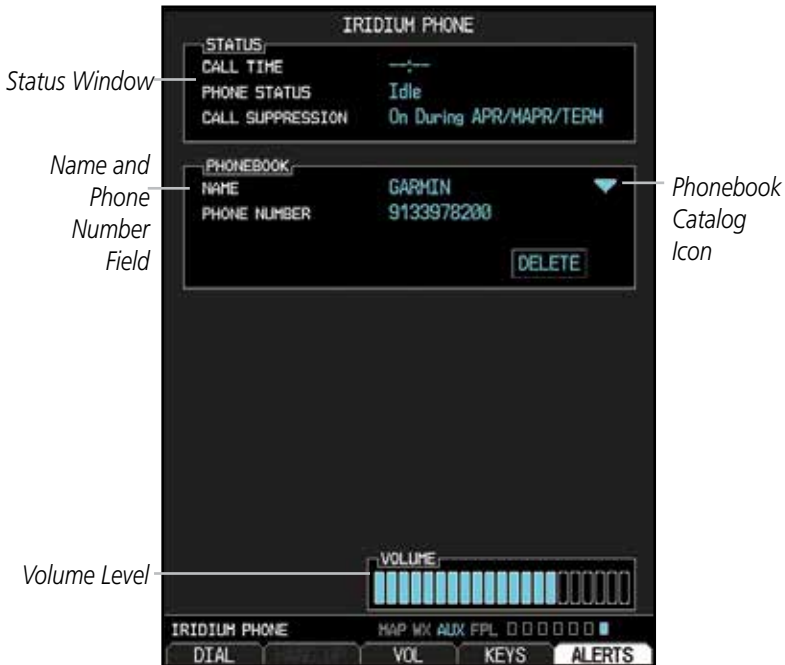 IRIDIUM PHONE
STATUS
CALL TIME --:--
Status Window
PHONE STATUS Idle
CALL SUPPRESSION On During APR/MAPR/TERM
Name and
Phone
Number
Field
PHONEBOOK
NAME GARMIN
PHONE NUMBER 9133978200
Phonebook
Catalog
Icon
DELETE
VOLUME
Volume Level
IRIDIUM PHONE MAP WX AUX FPL
DIAL VOL KEYS ALERTS